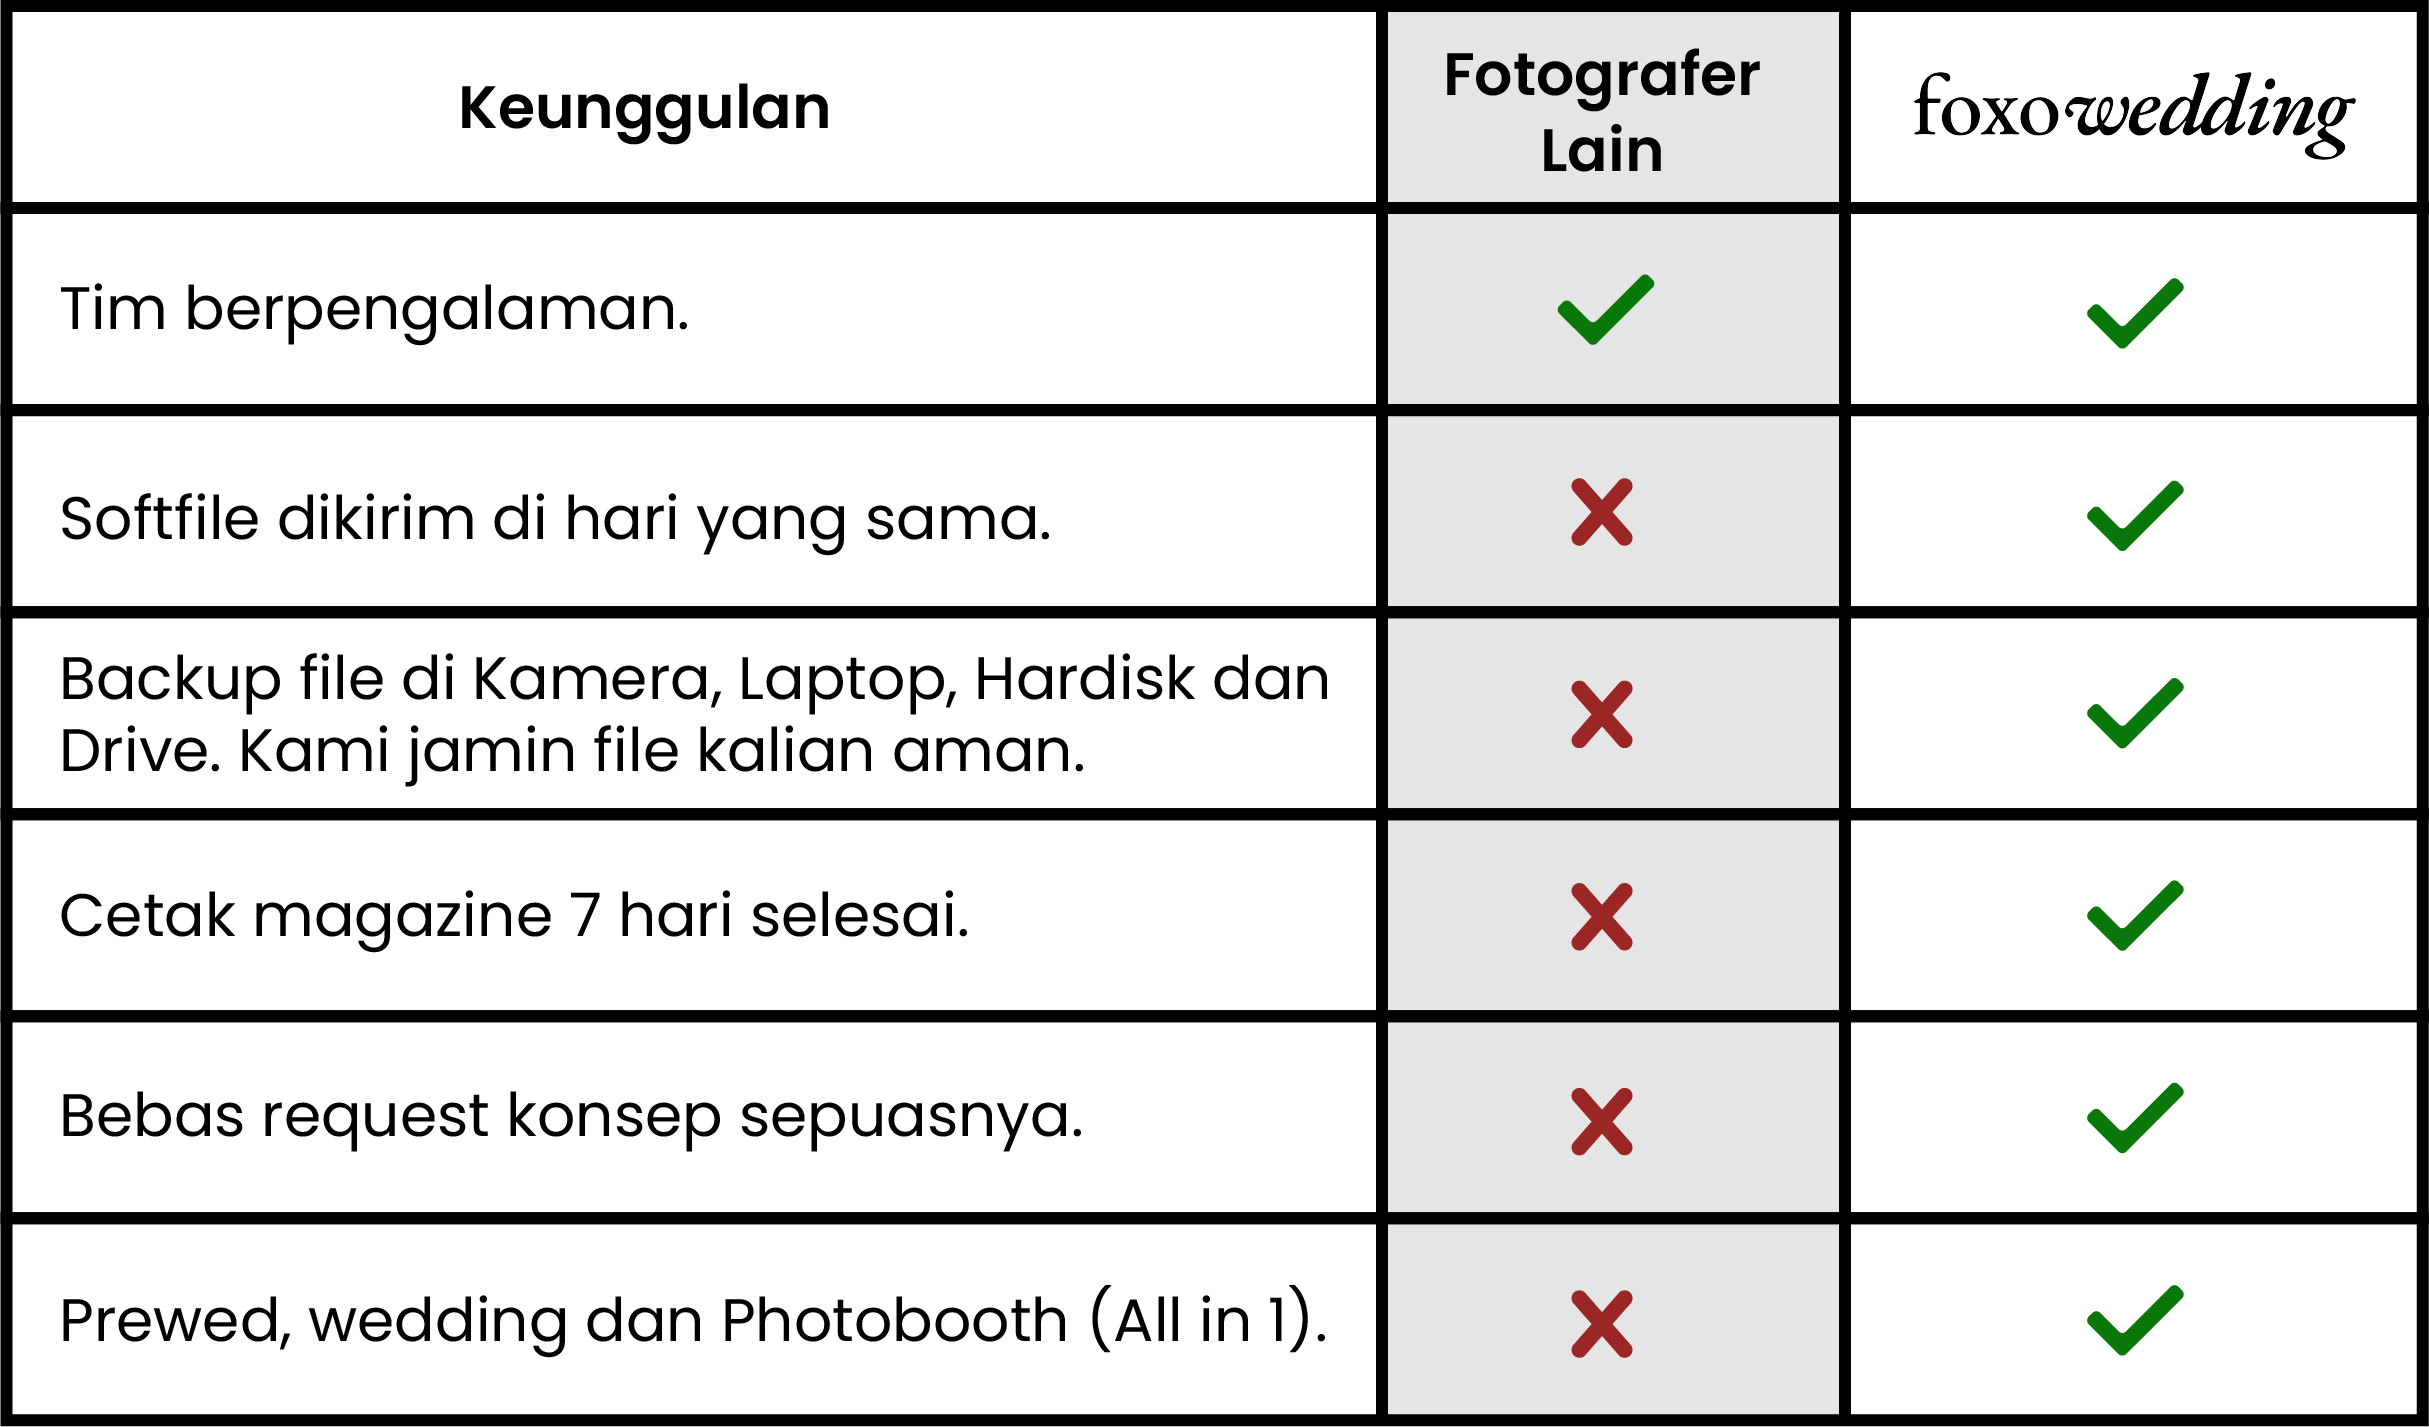 Keunggulan
Fotografer
Lain
foxowedding
Tim berpengalaman.
Softfile dikirim di hari yang sama.
Backup file di Kamera, Laptop, Hardisk dan
Drive. Kami jamin file kalian aman.
Cetak magazine 7 hari selesai.
Bebas request konsep sepuasnya.
Prewed, wedding dan Photobooth (All in 1).